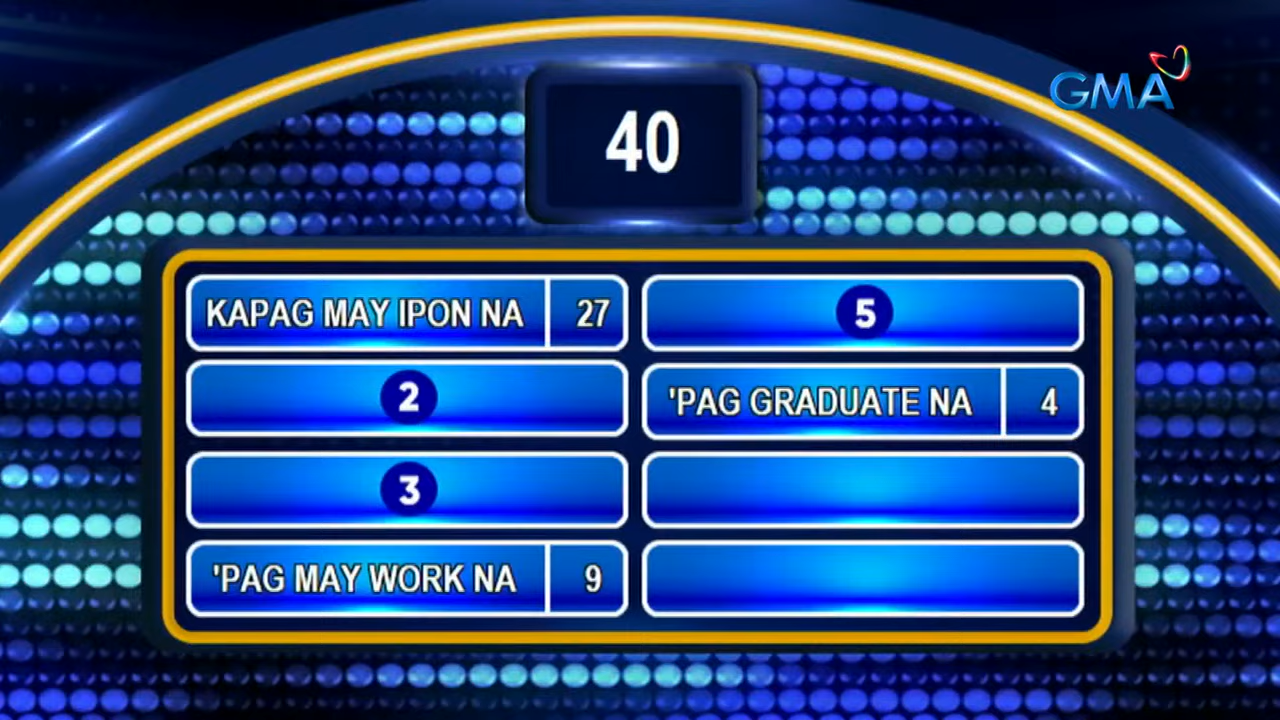 GMA
40
KAPAG MAY IPON NA 27
2
3
'PAG MAY WORK NA 9
5
'PAG GRADUATE NA 4